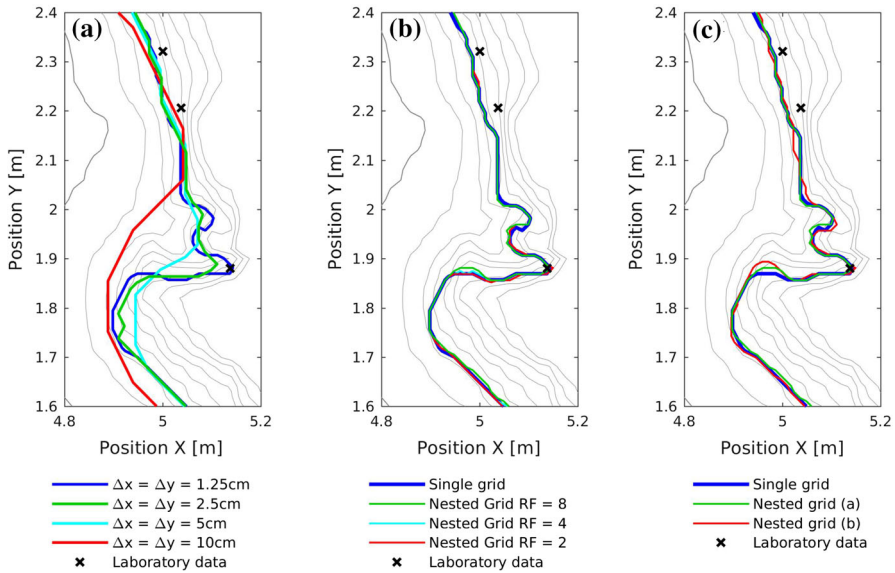 (a)
2.4
2.3
2.2
2.1
2
1.9
1.8
1.7
1.6
4.8
5
5.2
Position Y [m]
Position X [m]
Δx = Δy = 1.25cm
Δx = Δy = 2.5cm
Δx = Δy = 5cm
Δx = Δy = 10cm
Laboratory data
(b)
2.4
2.3
2.2
2.1
2
1.9
1.8
1.7
1.6
4.8
5
5.2
Position Y [m]
Position X [m]
Single grid
Nested Grid RF = 8
Nested Grid RF = 4
Nested Grid RF = 2
Laboratory data
(c)
2.4
2.3
2.2
2.1
2
1.9
1.8
1.7
1.6
4.8
5
5.2
Position Y [m]
Position X [m]
Single grid
Nested grid (a)
Nested grid (b)
Laboratory data